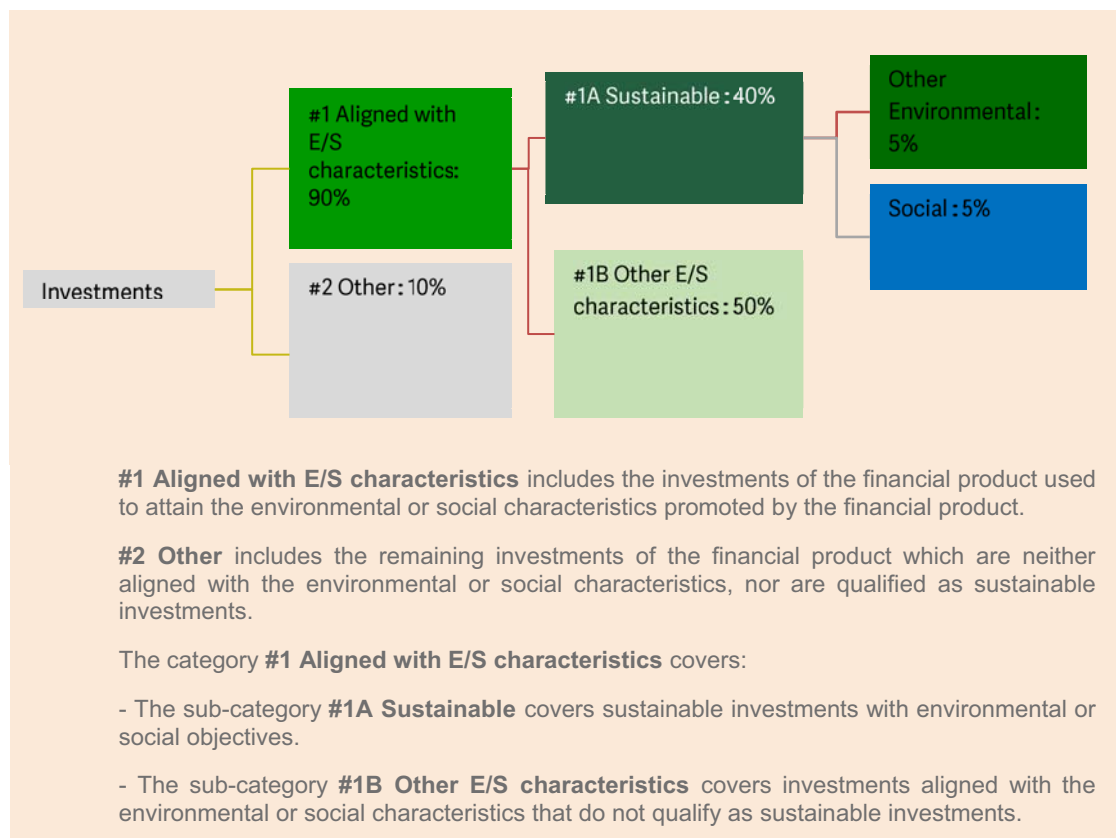 Investments
#1 Aligned with
E/S
characteristics:
90%
#2 Other: 10%
#1A Sustainable: 40%
#1B Other E/S
characteristics: 50%
Other
Environmental:
5%
Social: 5%
#1 Aligned with E/S characteristics includes the investments of the financial product used
to attain the environmental or social characteristics promoted by the financial product.
#2 Other includes the remaining investments of the financial product which are neither
aligned with the environmental or social characteristics, nor are qualified as sustainable
investments.
The category #1 Aligned with E/S characteristics covers:
- The sub-category #1A Sustainable covers sustainable investments with environmental or
social objectives.
- The sub-category #1B Other E/S characteristics covers investments aligned with the
environmental or social characteristics that do not qualify as sustainable investments.